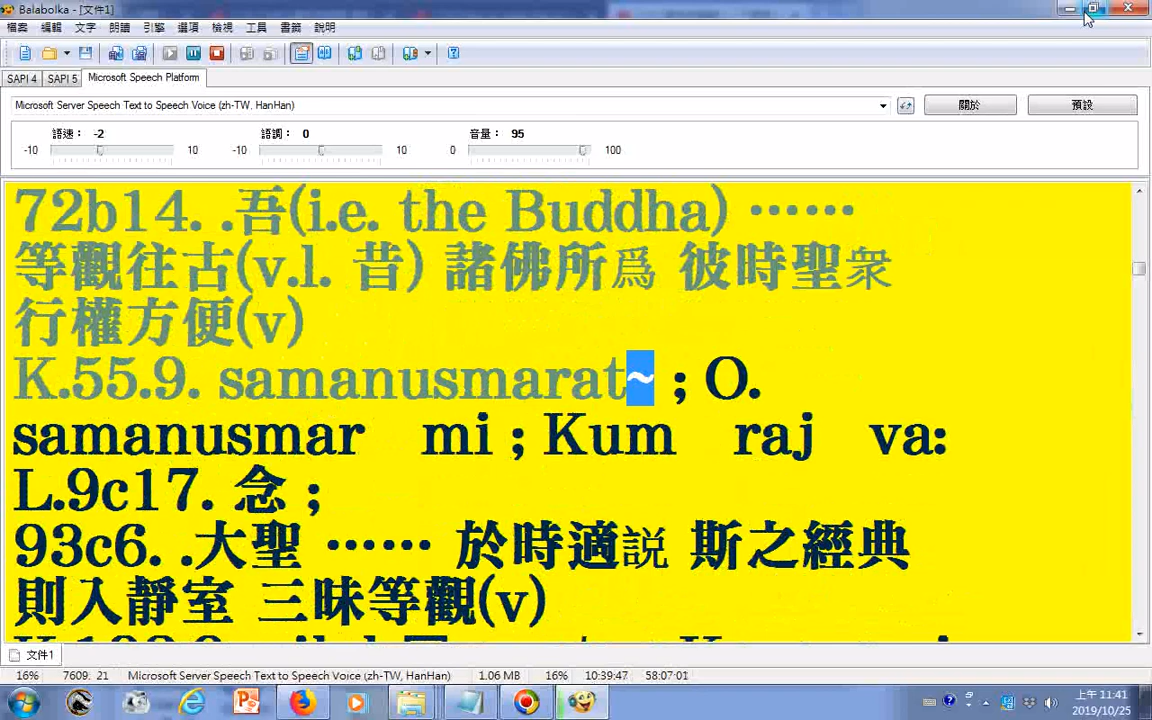 Balabolka - [文件1]
檔案 編輯 文字 朗讀 引擎 選項 檢視 工具 書籤 說明
SAPI 4 SAPI 5 Microsoft Speech Platform
Microsoft Server Speech Text to Speech Voice (zh-TW, HanHan) 關於 預設
語速： -2 語調： 0 音量： 95
-10 10 -10 10 0 100
72b14. .吾(i.e. the Buddha) ……
等觀往古(v.l. 昔) 諸佛所爲 彼時聖衆
行權方便(v)
K.55.9. samanusmarat~ ; O.
samanusmar mi ; Kum raj va:
L.9c17. 念 ;
93c6. .大聖 …… 於時適説 斯之經典
則入靜室 三昧等觀(v)
文件1
16% 7609: 21 Microsoft Server Speech Text to Speech Voice (zh-TW, HanHan) 1.06 MB 16% 10:39:47 58:07:01
上午 11:41
2019/10/25